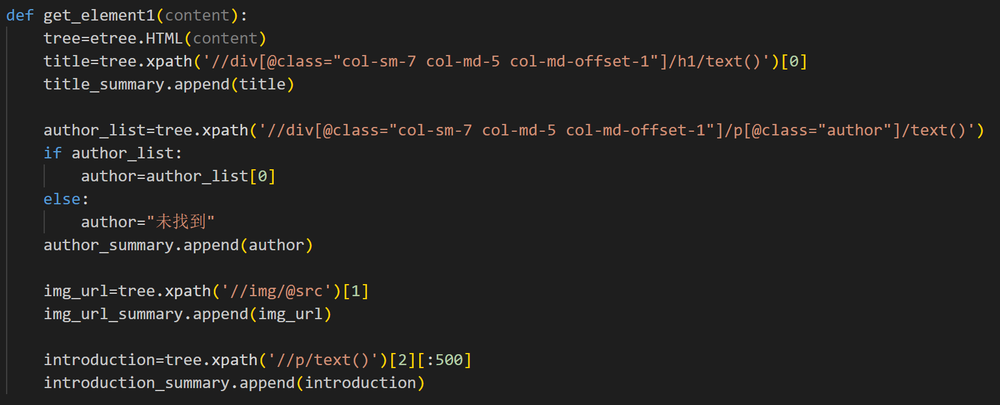 def get_element1(content):
    tree=etree.HTML(content)
    title=tree.xpath('//div[@class="col-sm-7 col-md-5 col-md-offset-1"]/h1/text()')[0]
    title_summary.append(title)

    author_list=tree.xpath('//div[@class="col-sm-7 col-md-5 col-md-offset-1"]/p[@class="author"]/text()')
    if author_list:
        author=author_list[0]
    else:
        author="未找到"
    author_summary.append(author)

    img_url=tree.xpath('//img/@src')[1]
    img_url_summary.append(img_url)

    introduction=tree.xpath('//p/text()')[2][:500]
    introduction_summary.append(introduction)